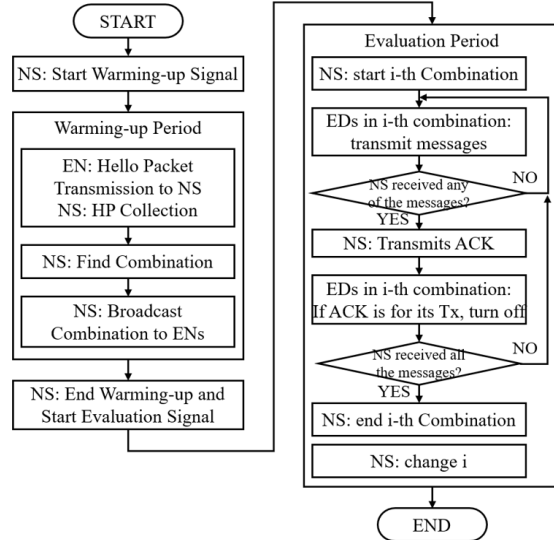 START
NS: Start Warming-up Signal
Warming-up Period
EN: Hello Packet
Transmission to NS
NS: HP Collection
NS: Find Combination
NS: Broadcast
Combination to ENs
NS: End Warming-up and
Start Evaluation Signal
Evaluation Period
NS: start i-th Combination
EDs in i-th combination:
transmit messages
NS received any
of the messages?
NO
YES
NS: Transmits ACK
EDs in i-th combination:
If ACK is for its Tx, turn off
NS received all
the messages?
NO
YES
NS: end i-th Combination
NS: change i
END